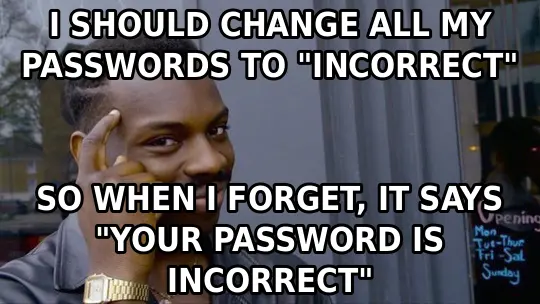 I SHOULD CHANGE ALL MY
PASSWORDS TO "INCORRECT"
SO WHEN I FORGET, IT SAYS
"YOUR PASSWORD IS
INCORRECT"
Opening
Mon
Tue-Thur
Fri-Sat
Sunday